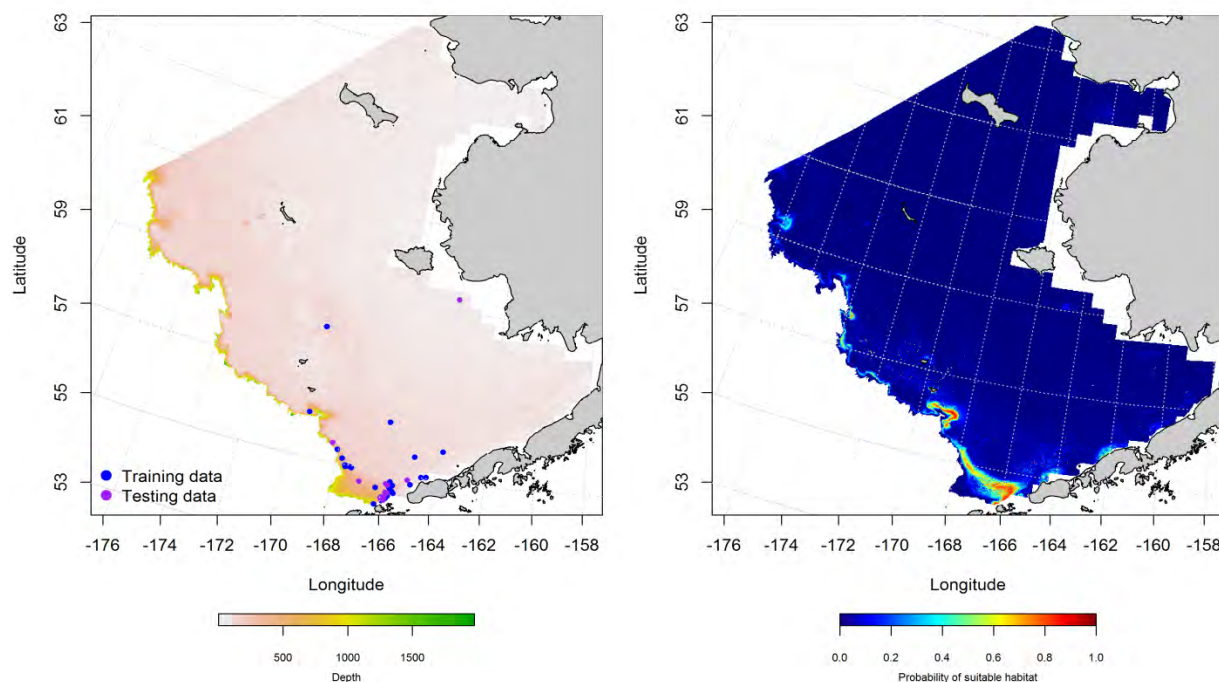 63
61
59
57
55
53
Latitude
Training data
Testing data
-176 -174 -172 -170 -168 -166 -164 -162 -160 -158
Longitude
500 1000 1500
Depth
63
61
59
57
55
53
Latitude
-176 -174 -172 -170 -168 -166 -164 -162 -160 -158
Longitude
0.0 0.2 0.4 0.6 0.8 1.0
Probability of suitable habitat